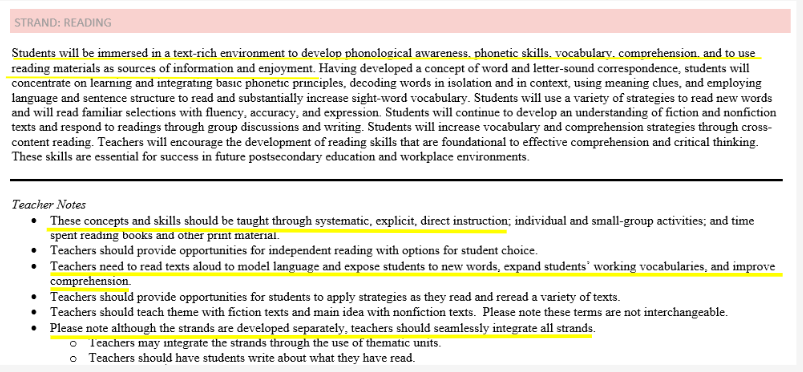 STRAND: READING
Students will be immersed in a text-rich environment to develop phonological awareness, phonetic skills, vocabulary, comprehension, and to use
reading materials as sources of information and enjoyment. Having developed a concept of word and letter-sound correspondence, students will
concentrate on learning and integrating basic phonetic principles, decoding words in isolation and in context, using meaning clues, and employing
language and sentence structure to read and substantially increase sight-word vocabulary. Students will use a variety of strategies to read new words
and will read familiar selections with fluency, accuracy, and expression. Students will continue to develop an understanding of fiction and nonfiction
texts and respond to readings through group discussions and writing. Students will increase vocabulary and comprehension strategies through cross-
content reading. Teachers will encourage the development of reading skills that are foundational to effective comprehension and critical thinking.
These skills are essential for success in future postsecondary education and workplace environments.
Teacher Notes
• These concepts and skills should be taught through systematic, explicit, direct instruction; individual and small-group activities; and time
spent reading books and other print material.
• Teachers should provide opportunities for independent reading with options for student choice.
• Teachers need to read texts aloud to model language and expose students to new words, expand students' working vocabularies, and improve
comprehension.
• Teachers should provide opportunities for students to apply strategies as they read and reread a variety of texts.
• Teachers should teach theme with fiction texts and main idea with nonfiction texts. Please note these terms are not interchangeable.
• Please note although the strands are developed separately, teachers should seamlessly integrate all strands.
o Teachers may integrate the strands through the use of thematic units.
o Teachers should have students write about what they have read.